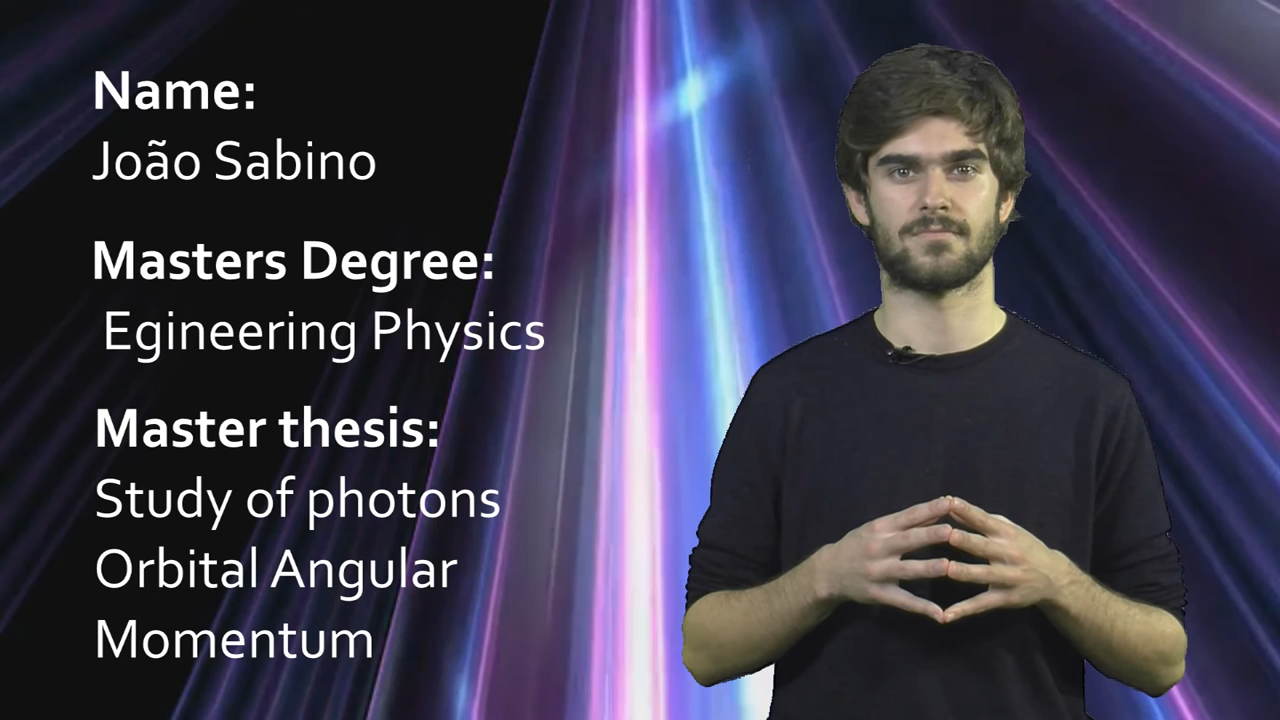 Name:
João Sabino
Masters Degree:
Egineering Physics
Master thesis:
Study of photons
Orbital Angular
Momentum